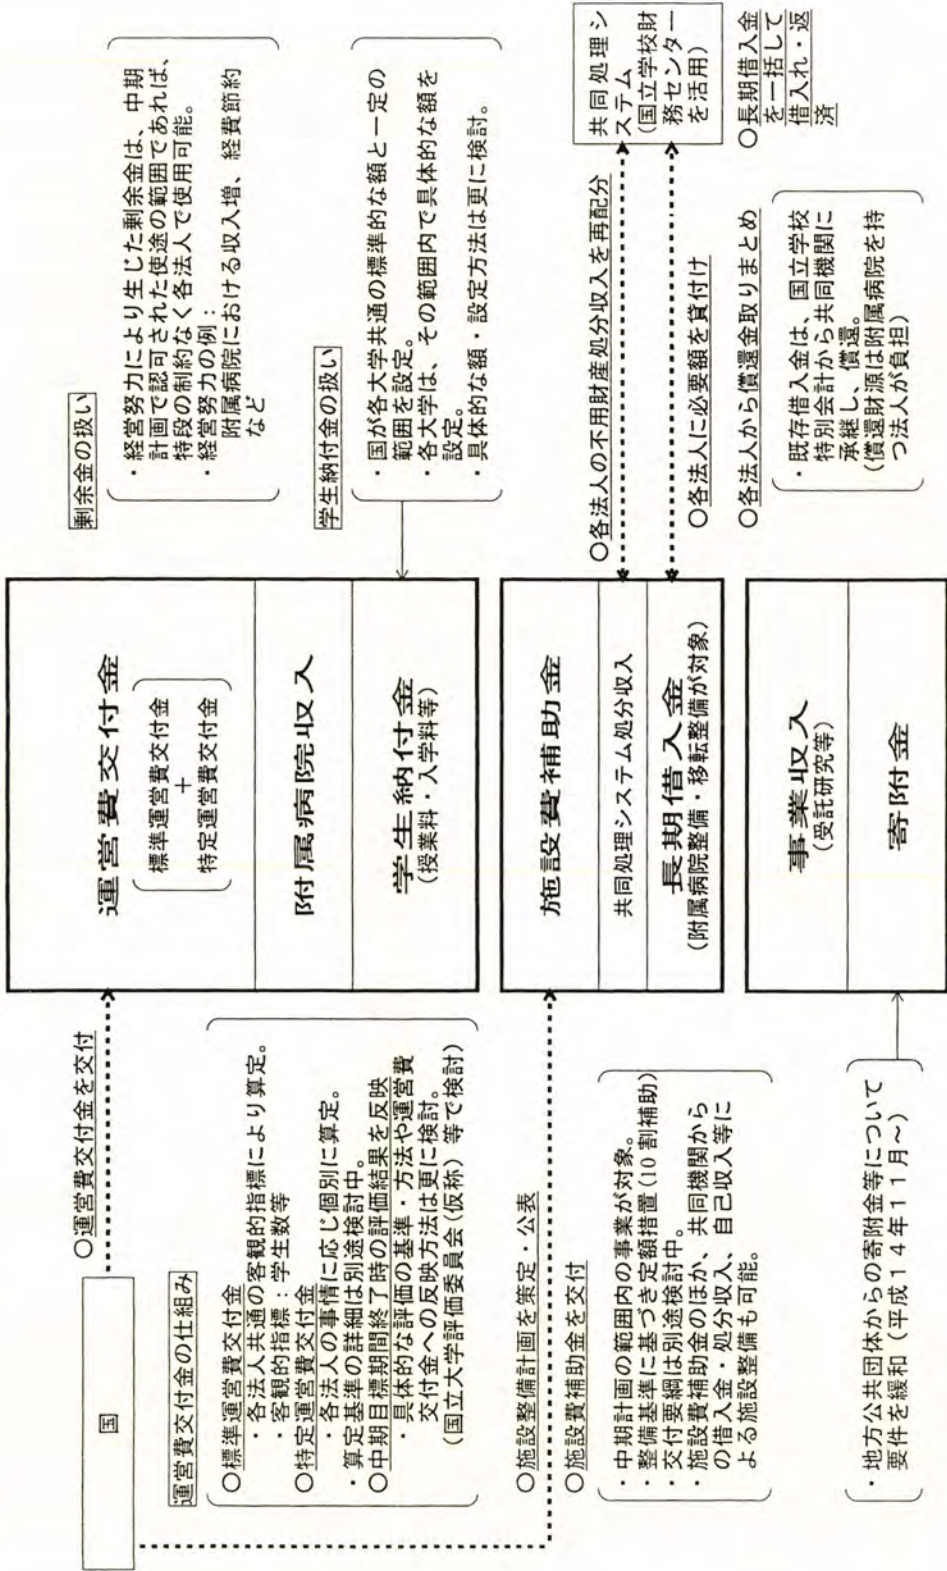 国
○運営費交付金を交付
運営費交付金の仕組み
○標準運営費交付金
・各法人共通の客観的指標により算定。
・客観的指標：学生数等
○特定運営費交付金
・各法人の事情に応じ個別に算定。
・算定基準の詳細は別途検討中。
○中期目標期間終了時の評価結果を反映
・具体的な評価の基準・方法や運営費
交付金への反映方法は更に検討。
（国立大学評価委員会（仮称）等で検討）
○施設整備計画を策定・公表
○施設費補助金を交付
・中期計画の範囲内の事業が対象。
・整備基準に基づき定額措置（10割補助）
・交付要綱は別途検討中。
・施設費補助金のほか、共同機関から
の借入金・処分収入、自己収入等に
よる施設整備も可能。
・地方公共団体からの寄附金等について
要件を緩和（平成１４年１１月～）
運営費交付金
標準運営費交付金
＋
特定運営費交付金
附属病院収入
学生納付金
（授業料・入学料等）
施設費補助金
共同処理システム処分収入
長期借入金
（附属病院整備・移転整備が対象）
事業収入
（受託研究等）
寄附金
剰余金の扱い
・経営努力により生じた剰余金は、中期
計画で認可された使途の範囲であれば、
特段の制約なく各法人で使用可能。
・経営努力の例：
附属病院における収入増、経費節約
など
学生納付金の扱い
・国が各大学共通の標準的な額と一定の
範囲を設定。
・各大学は、その範囲内で具体的な額を
設定。
・具体的な額・設定方法は更に検討。
○各法人の不用財産処分収入を再配分
○各法人に必要額を貸付け
○各法人から償還金取りまとめ
・既存借入金は、国立学校
特別会計から共同機関に
承継し、償還。
（償還財源は附属病院を持
つ法人が負担）
共同処理シ
ステム
（国立学校財
務センター
を活用）
○長期借入金
を一括して
借入れ・返
済